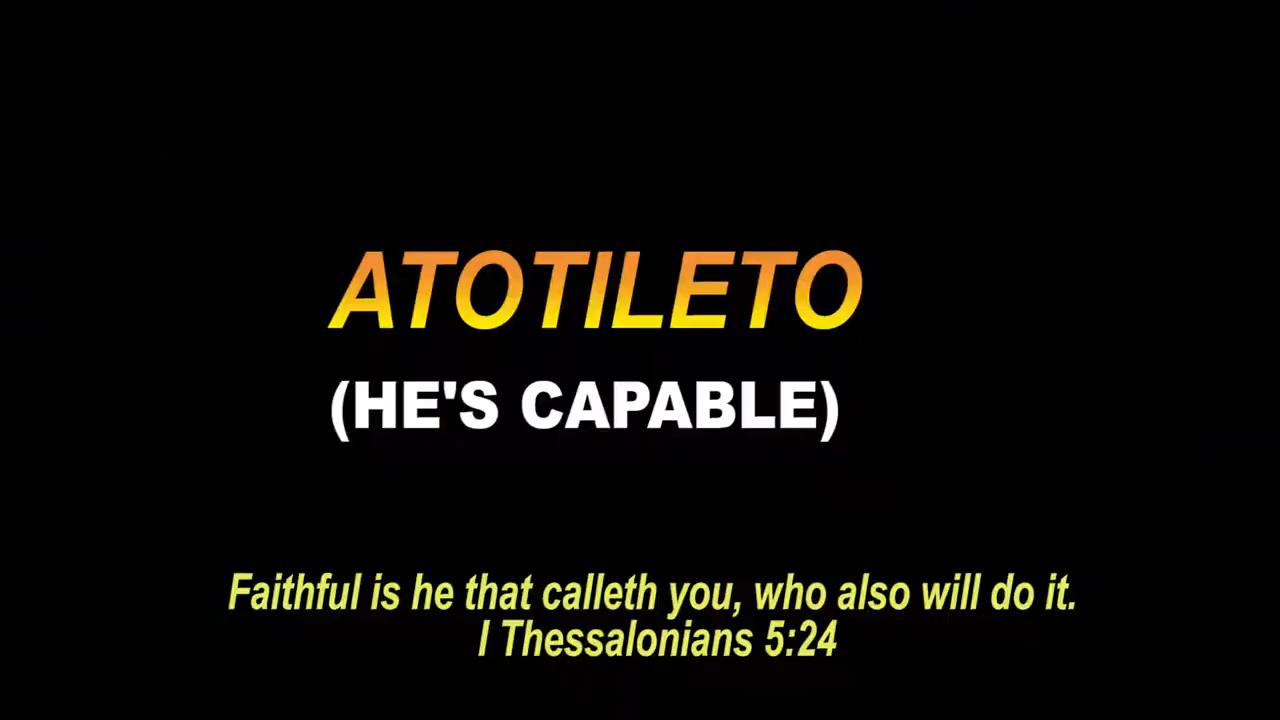 ATOTILETO
(HE'S CAPABLE)
Faithful is he that calleth you, who also will do it.
I Thessalonians 5:24